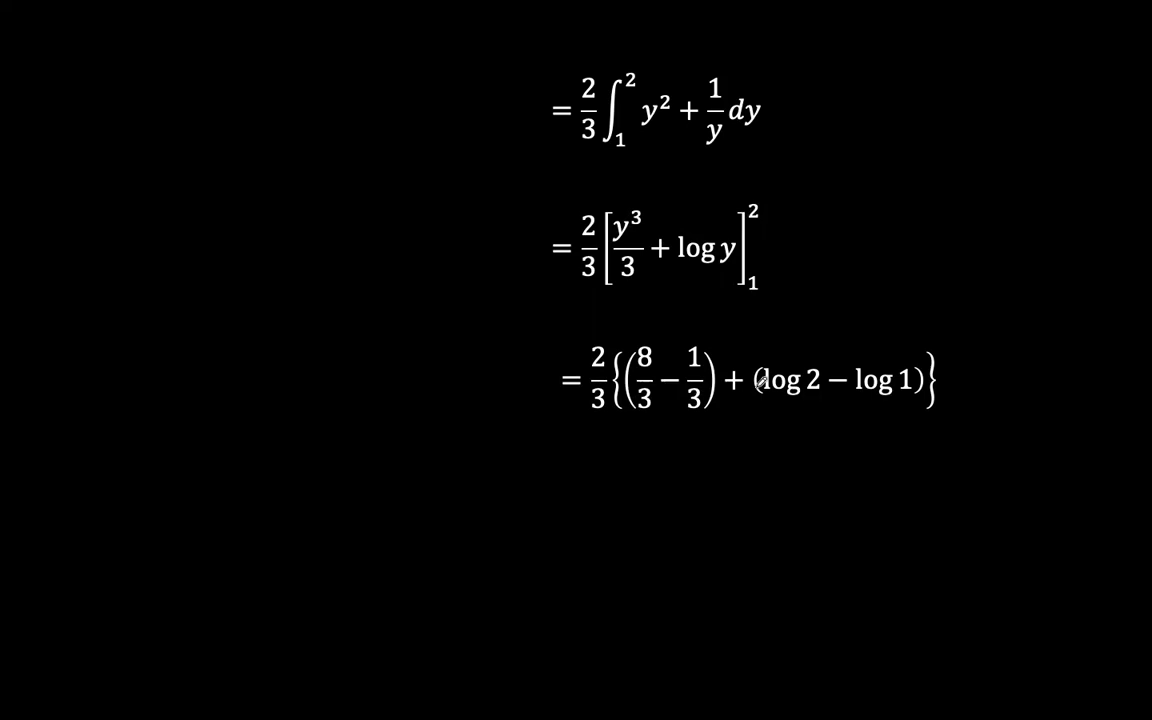 = 2/3 ∫₁² y² + 1/y dy
= 2/3 [y³/3 + log y]₁²
= 2/3 {(8/3 − 1/3) + (log 2 − log 1)}